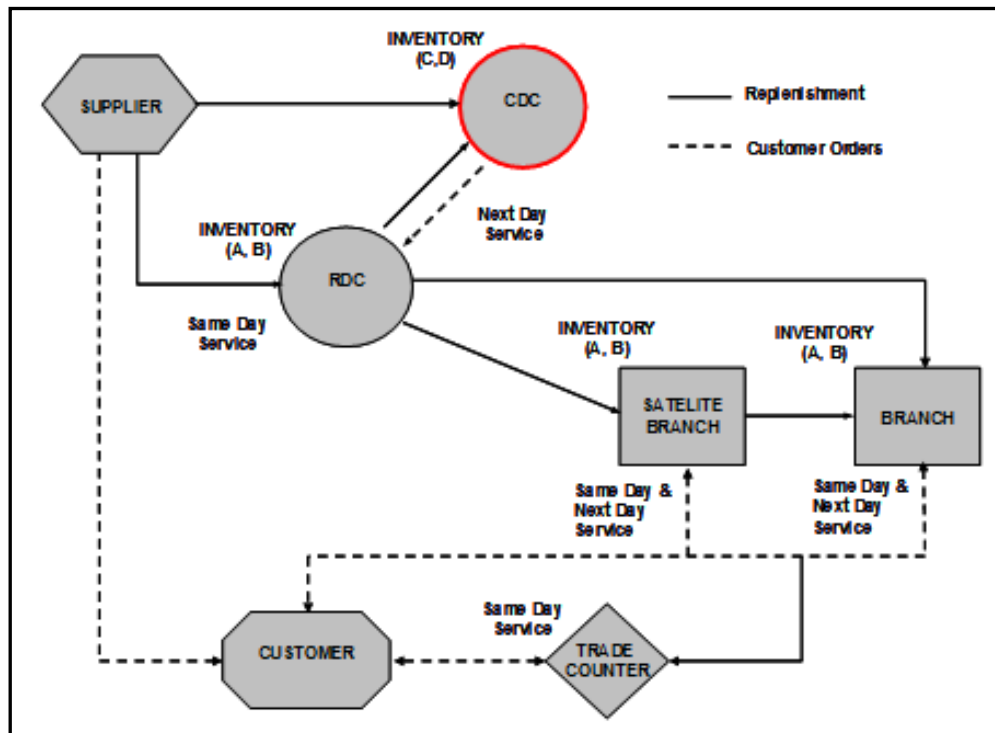 INVENTORY
(C,D)
SUPPLIER
CDC
Replenishment
Customer Orders
Next Day
Service
INVENTORY
(A, B)
RDC
Same Day
Service
INVENTORY
(A, B)
INVENTORY
(A, B)
SATELITE
BRANCH
BRANCH
Same Day &
Next Day
Service
Same Day &
Next Day
Service
Same Day
Service
CUSTOMER
TRADE
COUNTER